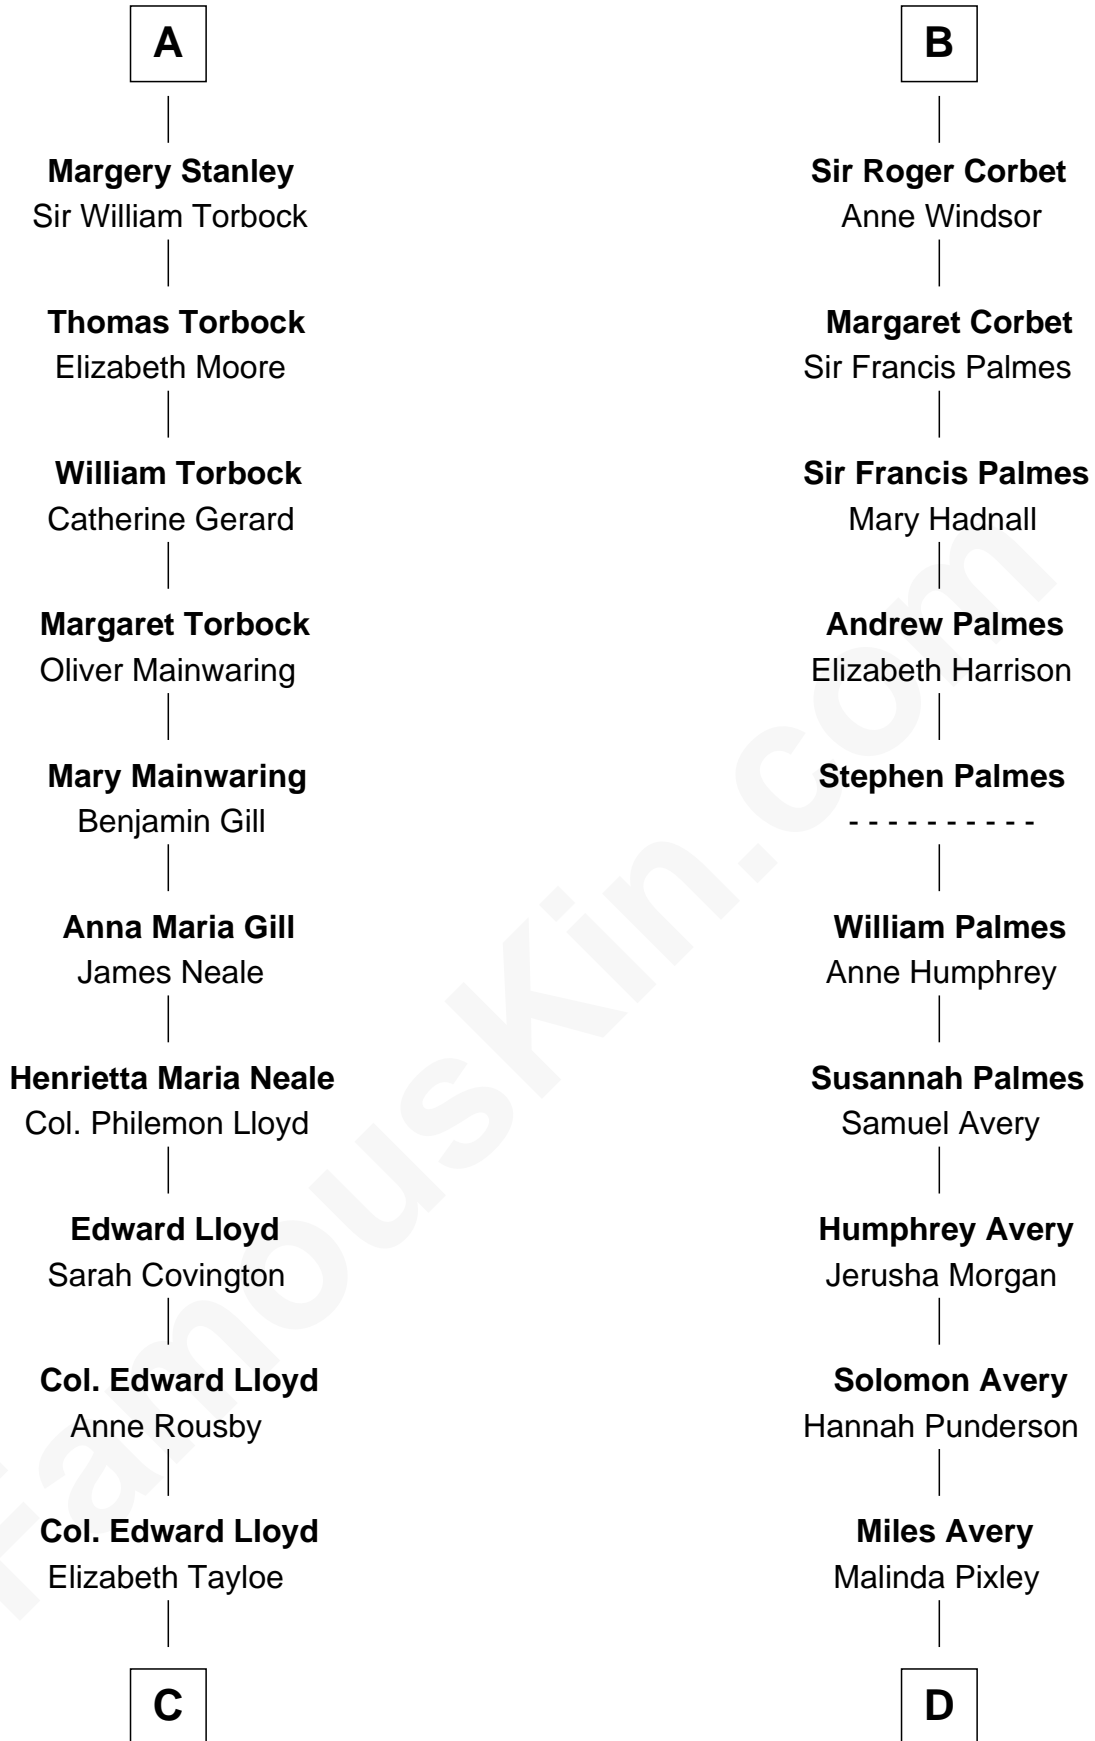 A
Margery Stanley
Sir William Torbock
Thomas Torbock
Elizabeth Moore
William Torbock
Catherine Gerard
Margaret Torbock
Oliver Mainwaring
Mary Mainwaring
Benjamin Gill
Anna Maria Gill
James Neale
Henrietta Maria Neale
Col. Philemon Lloyd
Edward Lloyd
Sarah Covington
Col. Edward Lloyd
Anne Rousby
Col. Edward Lloyd
Elizabeth Tayloe
C
B
Sir Roger Corbet
Anne Windsor
Margaret Corbet
Sir Francis Palmes
Sir Francis Palmes
Mary Hadnall
Andrew Palmes
Elizabeth Harrison
Stephen Palmes
- - - - - - - - - -
William Palmes
Anne Humphrey
Susannah Palmes
Samuel Avery
Humphrey Avery
Jerusha Morgan
Solomon Avery
Hannah Punderson
Miles Avery
Malinda Pixley
D
FamousKin.com